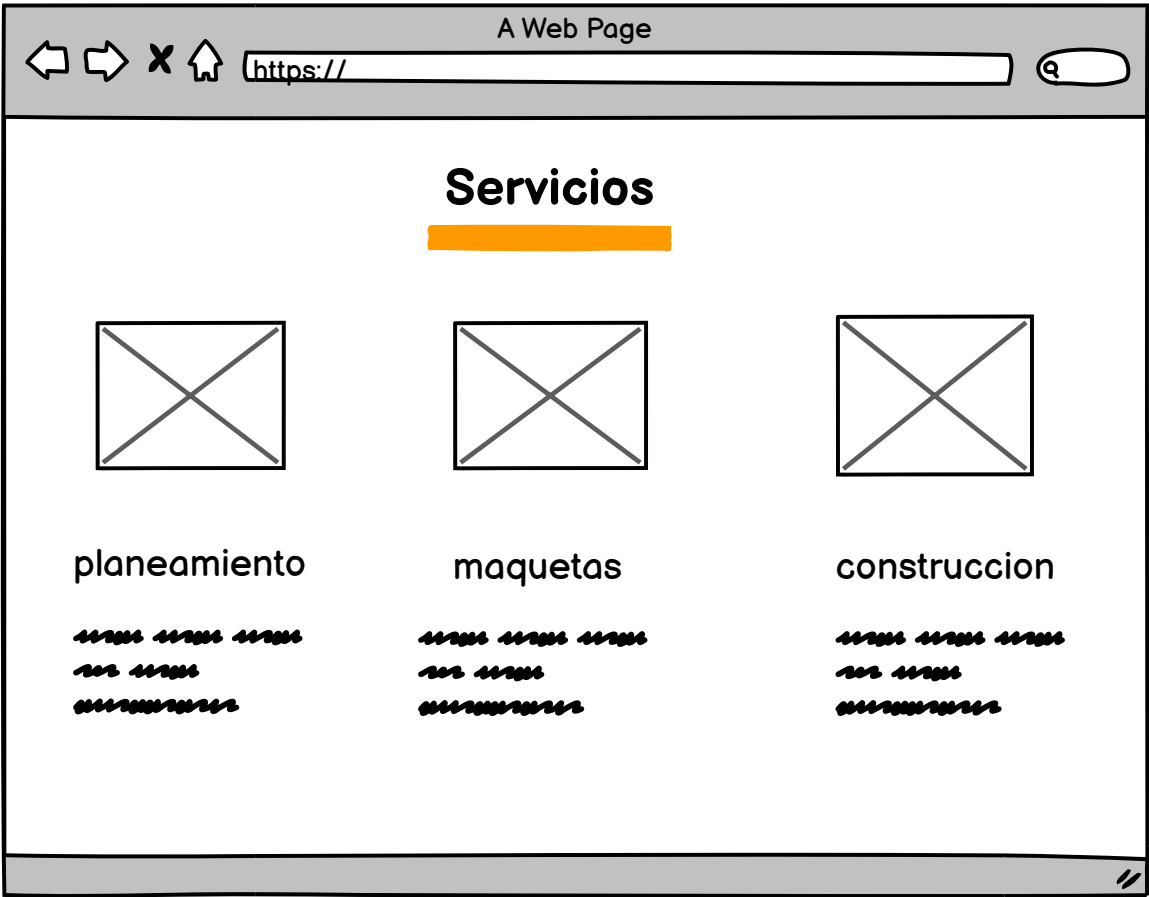 A Web Page
https://
Servicios
planeamiento
maquetas
construccion